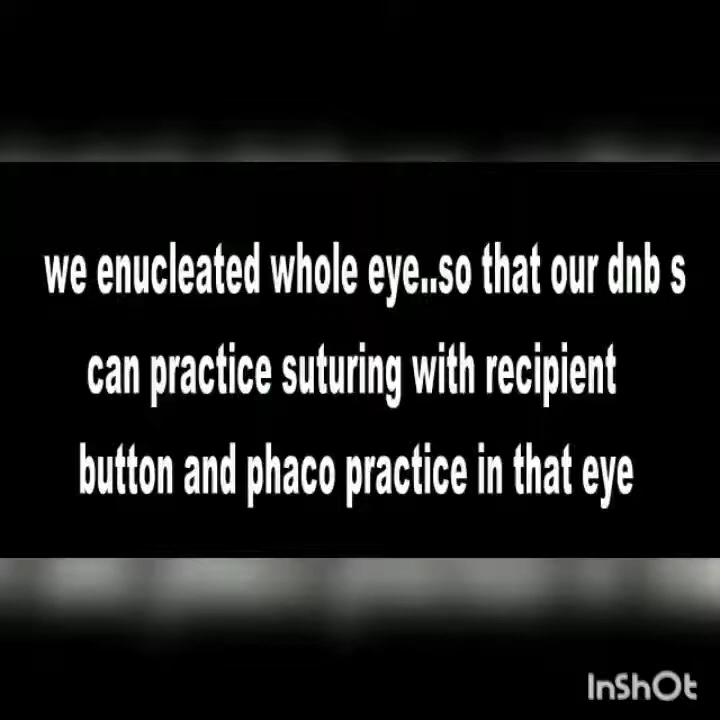 we enucleated whole eye..so that our dnb s
can practice suturing with recipient
button and phaco practice in that eye
InShOt